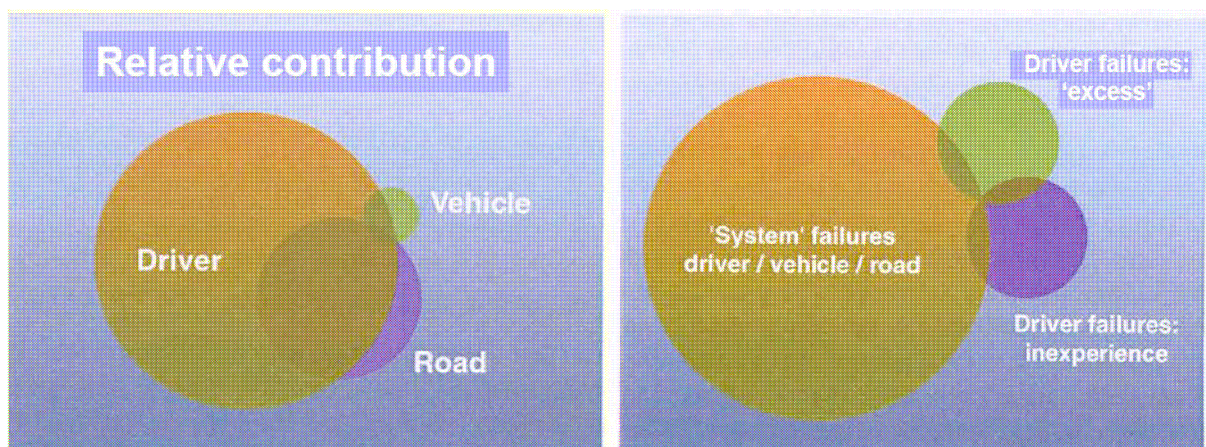 Relative contribution
Vehicle
Driver
Road
Driver failures:
'excess'
'System' failures
driver / vehicle / road
Driver failures:
inexperience